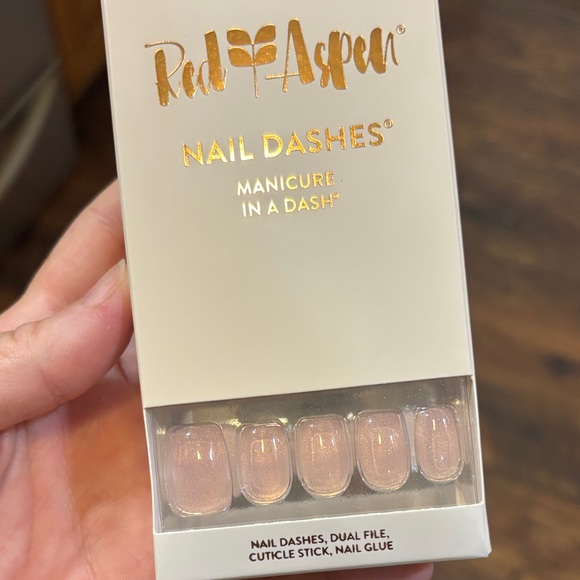 Red Aspen®
NAIL DASHES®
MANICURE
IN A DASH®
NAIL DASHES, DUAL FILE,
CUTICLE STICK, NAIL GLUE